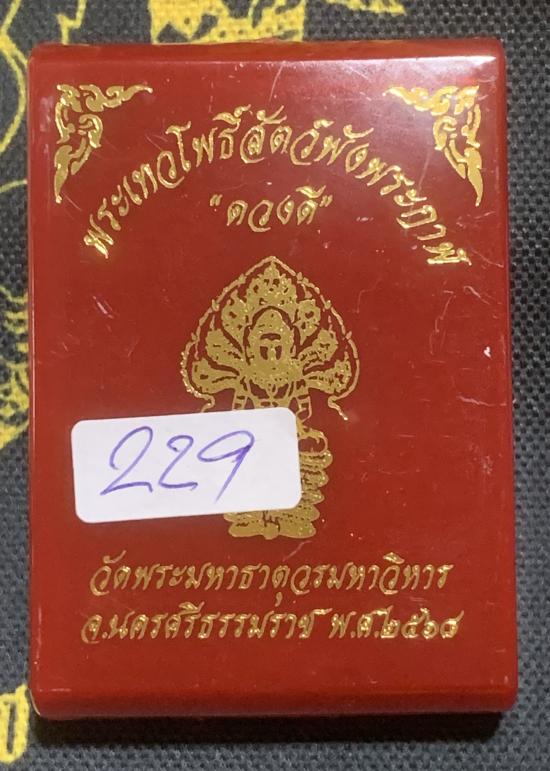 พระเทวโพธิ์สัตว์พังพระกาฬ
"ดวงดี"
229
วัดพระมหาธาตุวรมหาวิหาร
จ.นครศรีธรรมราช พ.ศ.๒๕๖๘